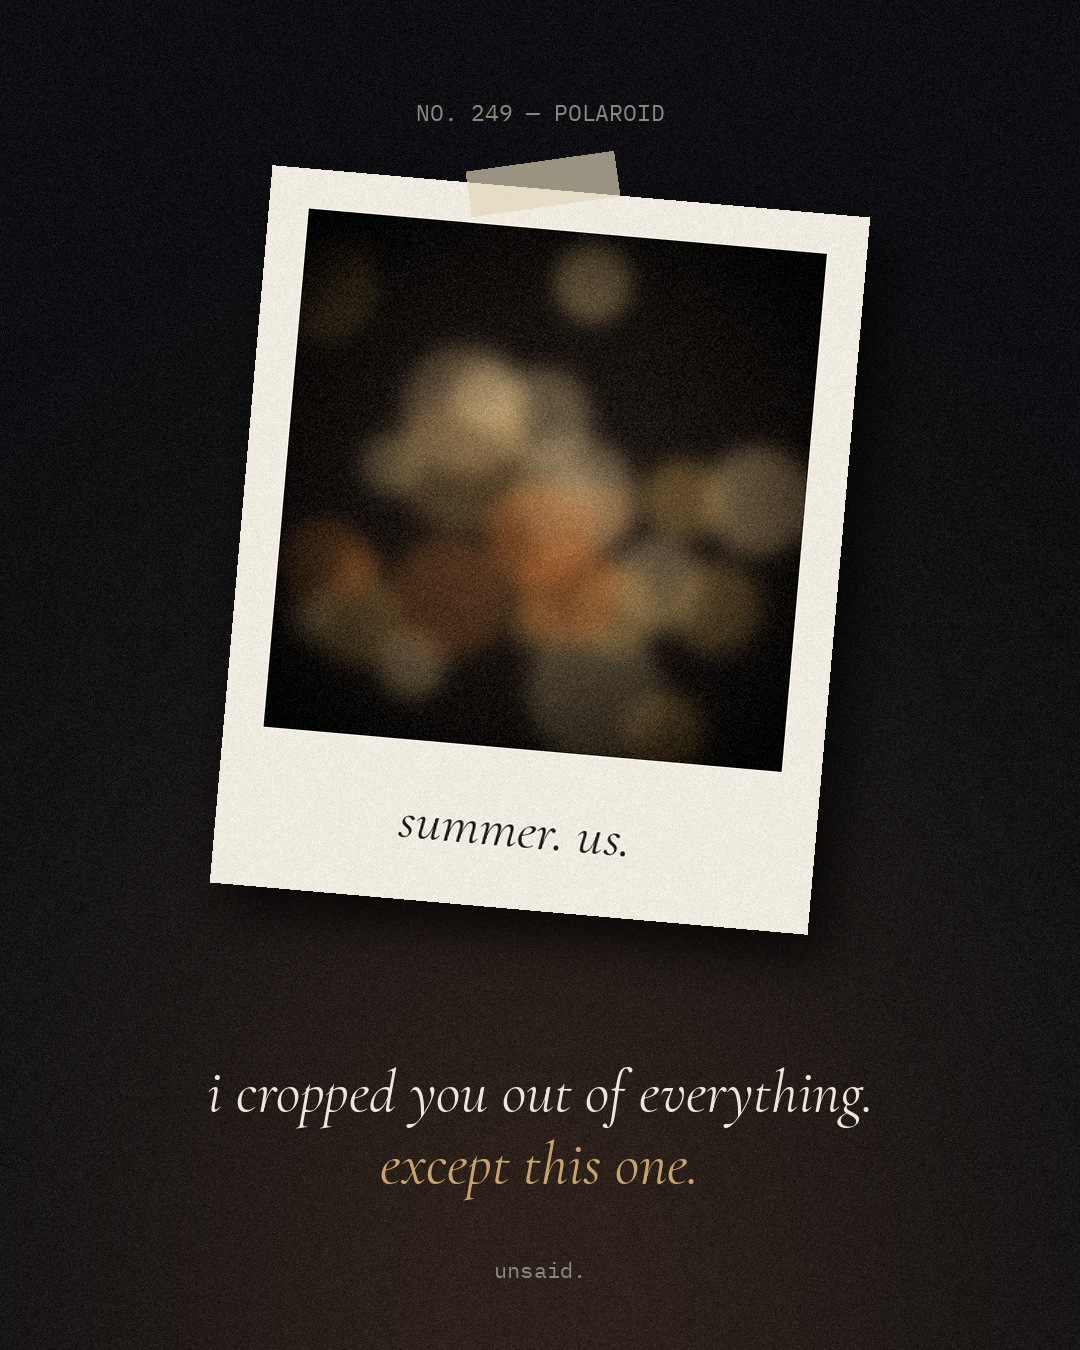 NO. 249 — POLAROID
summer. us.
i cropped you out of everything.
except this one.
unsaid.